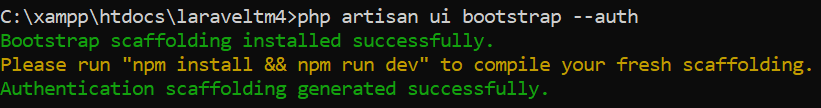 C:\xampp\htdocs\laraveltm4>php artisan ui bootstrap --auth
Bootstrap scaffolding installed successfully.
Please run "npm install && npm run dev" to compile your fresh scaffolding.
Authentication scaffolding generated successfully.